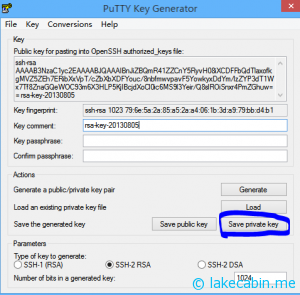 PuTTY Key Generator
File Key Conversions Help
Key
Public key for pasting into OpenSSH authorized_keys file:
ssh-rsa
= rsa-key-20130805
Key fingerprint: ssh-rsa 1023 79:6e:5a:2a:85:a5:2a:a4:06:1b:3d:a9:79:bb:d4:b1
Key comment: rsa-key-20130805
Key passphrase:
Confirm passphrase:
Actions
Generate a public/private key pair Generate
Load an existing private key file Load
Save the generated key Save public key Save private key
Parameters
Type of key to generate:
SSH-1 (RSA) SSH-2 RSA SSH-2 DSA
Number of bits in a generated key: 1024
© lakecabin.me